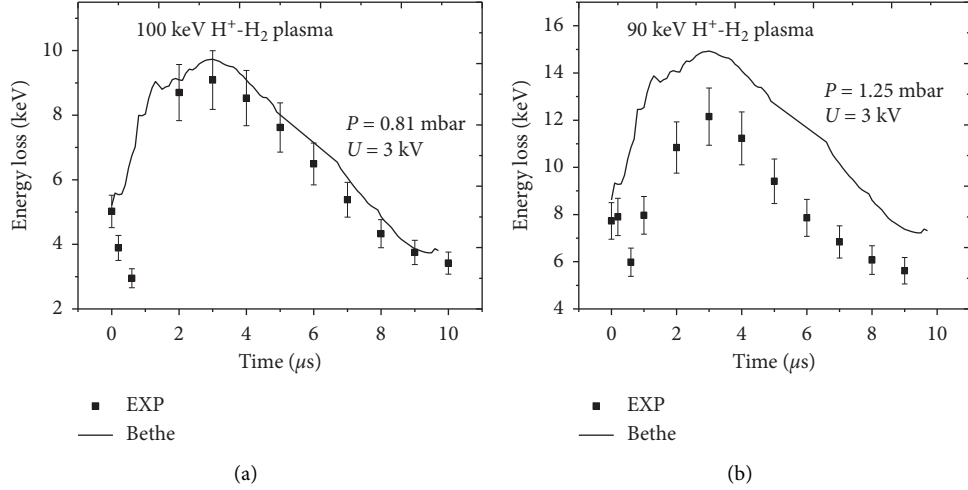 100 keV H⁺-H₂ plasma
P = 0.81 mbar
U = 3 kV
Energy loss (keV)
10
8
6
4
2
0 2 4 6 8 10
Time (μs)
EXP
Bethe
(a)
90 keV H⁺-H₂ plasma
P = 1.25 mbar
U = 3 kV
Energy loss (keV)
16
14
12
10
8
6
4
0 2 4 6 8 10
Time (μs)
EXP
Bethe
(b)